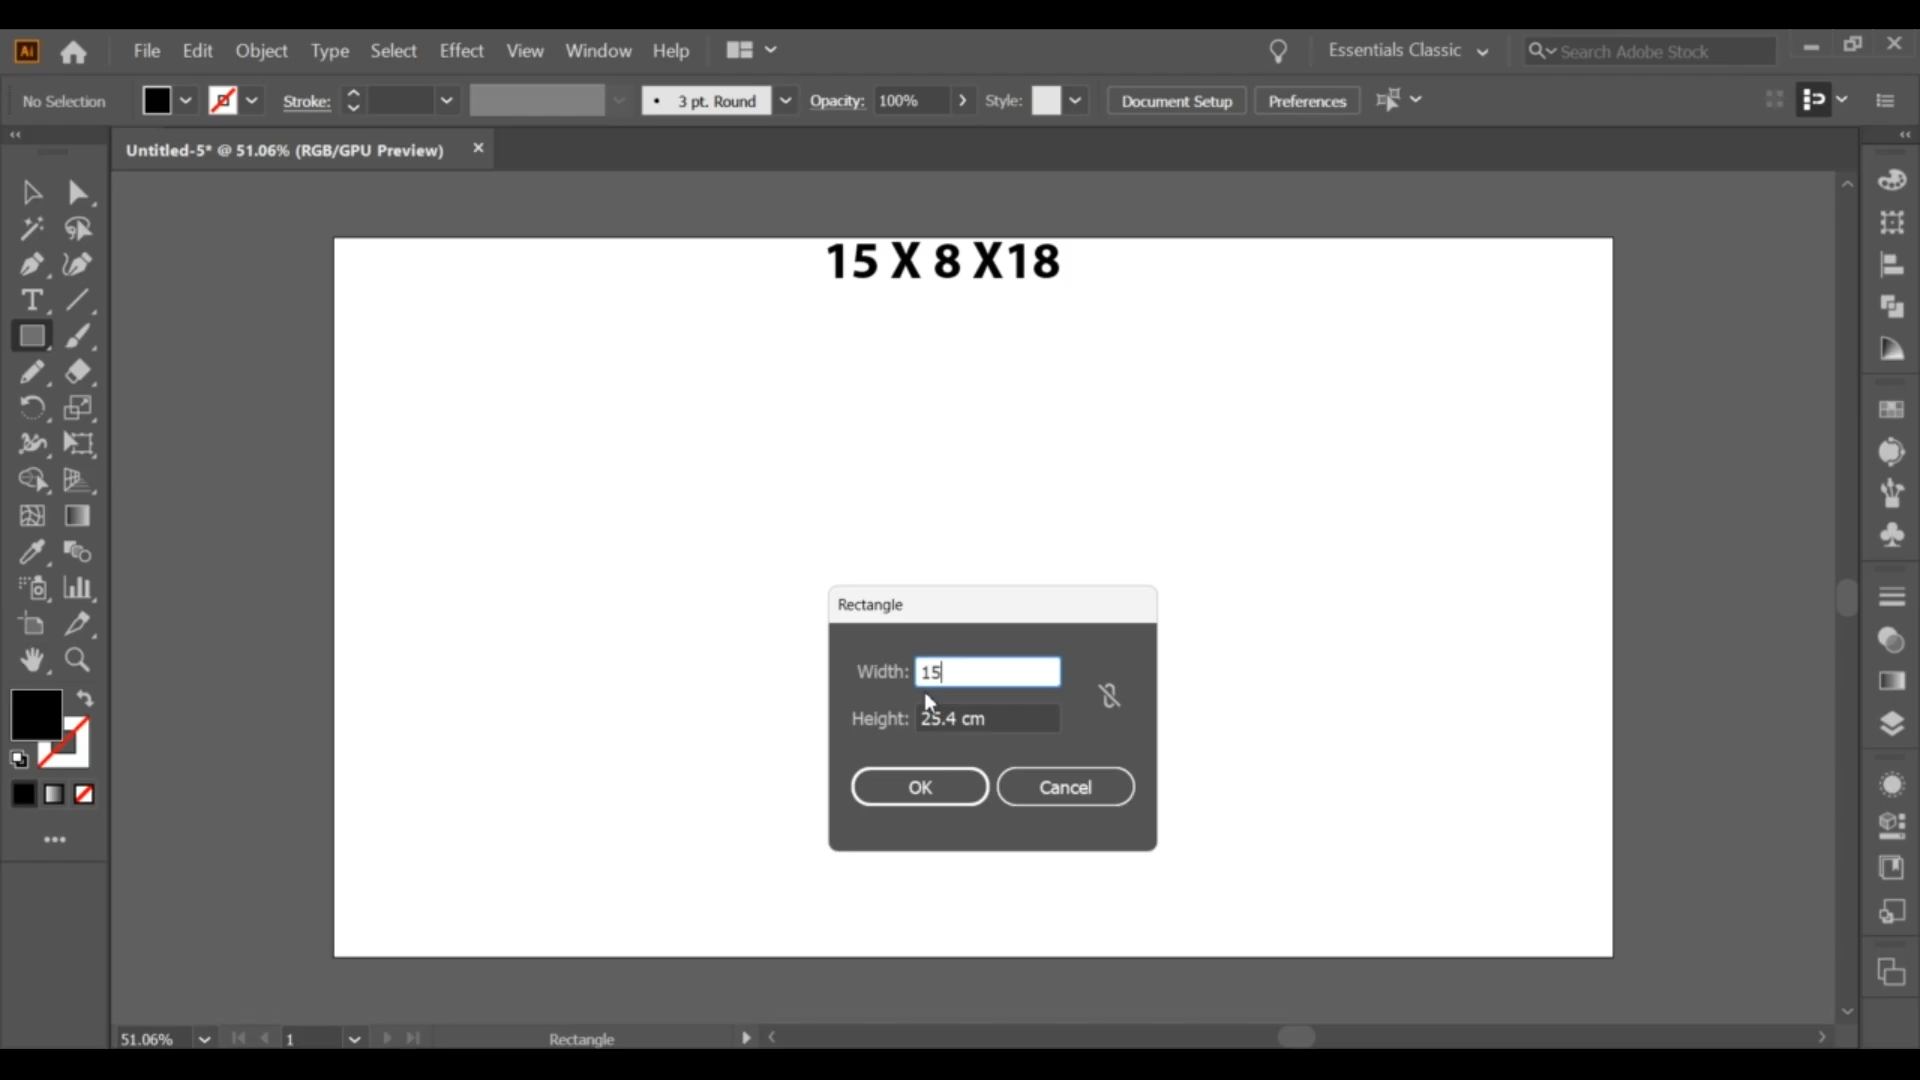 Ai File Edit Object Type Select Effect View Window Help Essentials Classic Search Adobe Stock
No Selection Stroke: • 3 pt. Round Opacity: 100% Style: Document Setup Preferences
Untitled-5* @ 51.06% (RGB/GPU Preview)
15 X 8 X18
Rectangle
Width: 15
Height: 25.4 cm
OK Cancel
51.06% 1 Rectangle